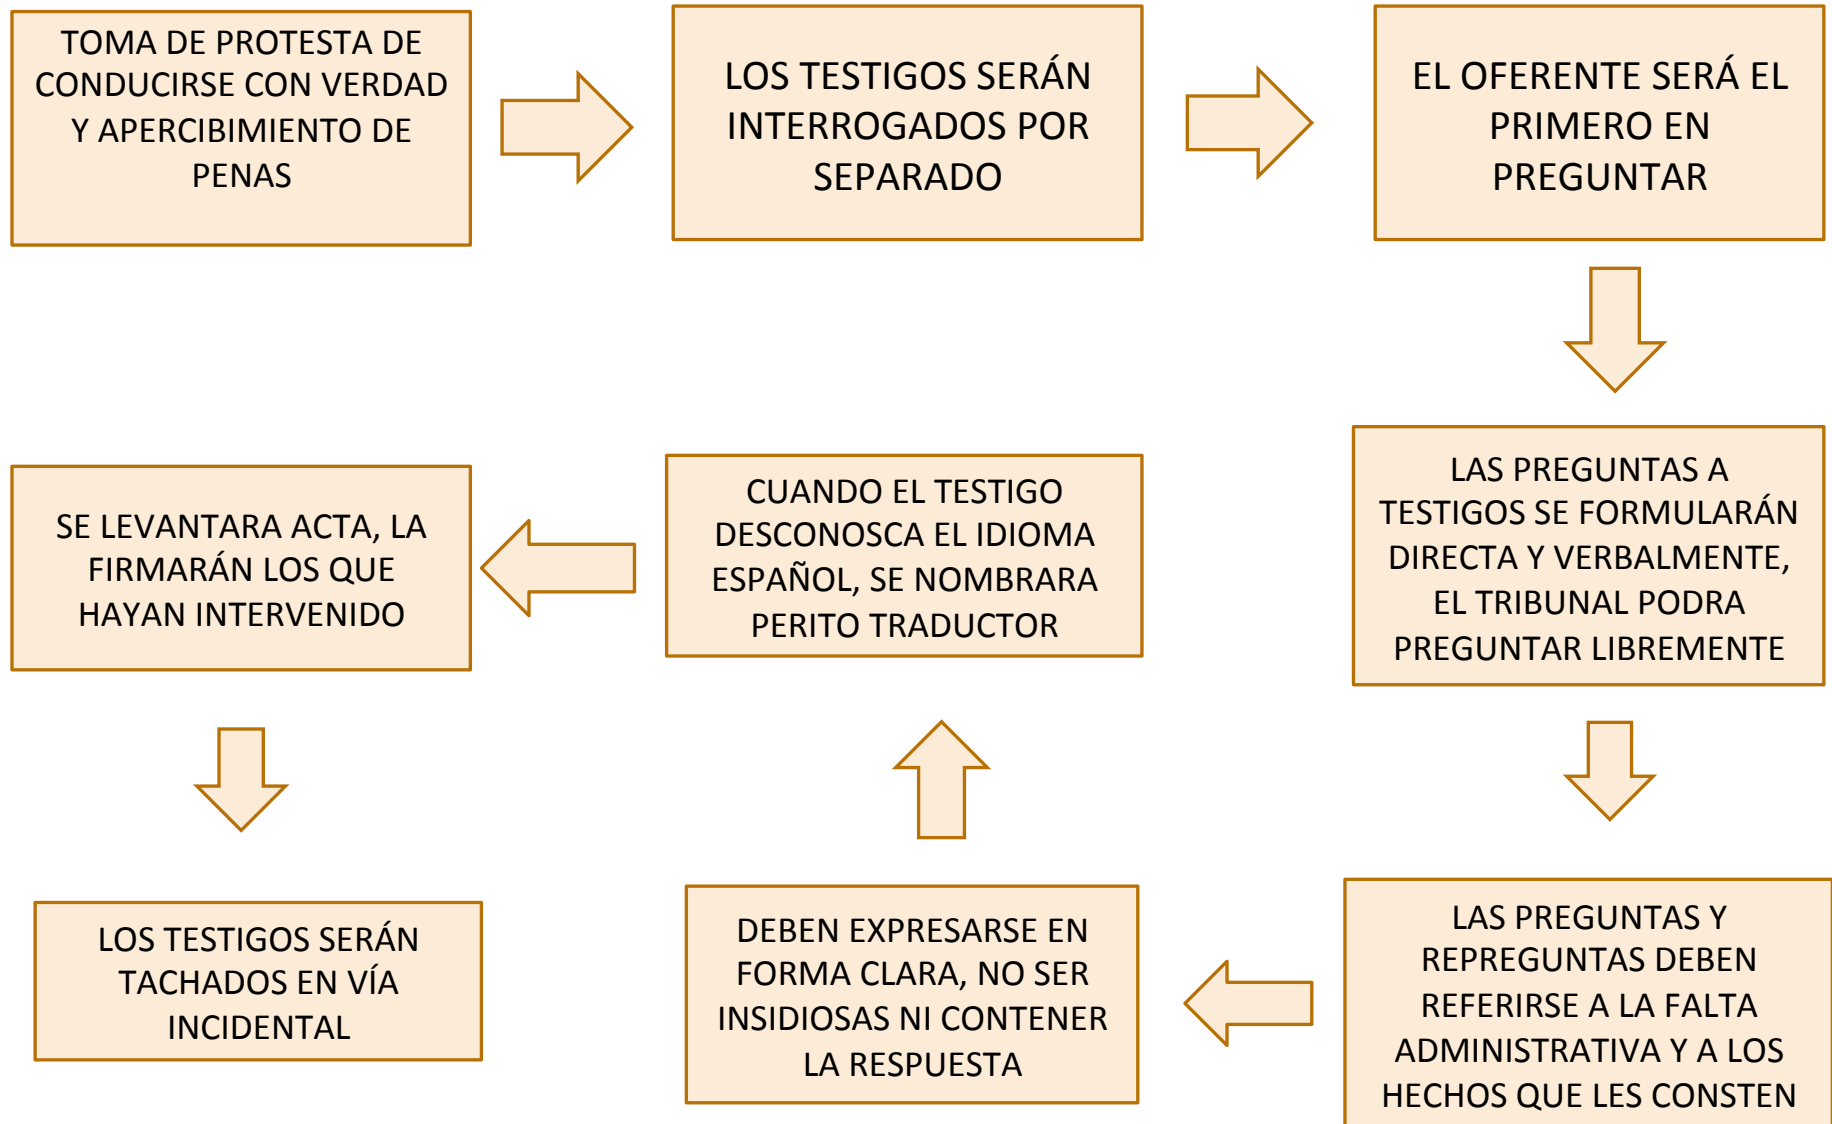 TOMA DE PROTESTA DE
CONDUCIRSE CON VERDAD
Y APERCIBIMIENTO DE
PENAS
LOS TESTIGOS SERÁN
INTERROGADOS POR
SEPARADO
EL OFERENTE SERÁ EL
PRIMERO EN
PREGUNTAR
LAS PREGUNTAS A
TESTIGOS SE FORMULARÁN
DIRECTA Y VERBALMENTE,
EL TRIBUNAL PODRA
PREGUNTAR LIBREMENTE
LAS PREGUNTAS Y
REPREGUNTAS DEBEN
REFERIRSE A LA FALTA
ADMINISTRATIVA Y A LOS
HECHOS QUE LES CONSTEN
DEBEN EXPRESARSE EN
FORMA CLARA, NO SER
INSIDIOSAS NI CONTENER
LA RESPUESTA
CUANDO EL TESTIGO
DESCONOSCA EL IDIOMA
ESPAÑOL, SE NOMBRARA
PERITO TRADUCTOR
SE LEVANTARA ACTA, LA
FIRMARÁN LOS QUE
HAYAN INTERVENIDO
LOS TESTIGOS SERÁN
TACHADOS EN VÍA
INCIDENTAL